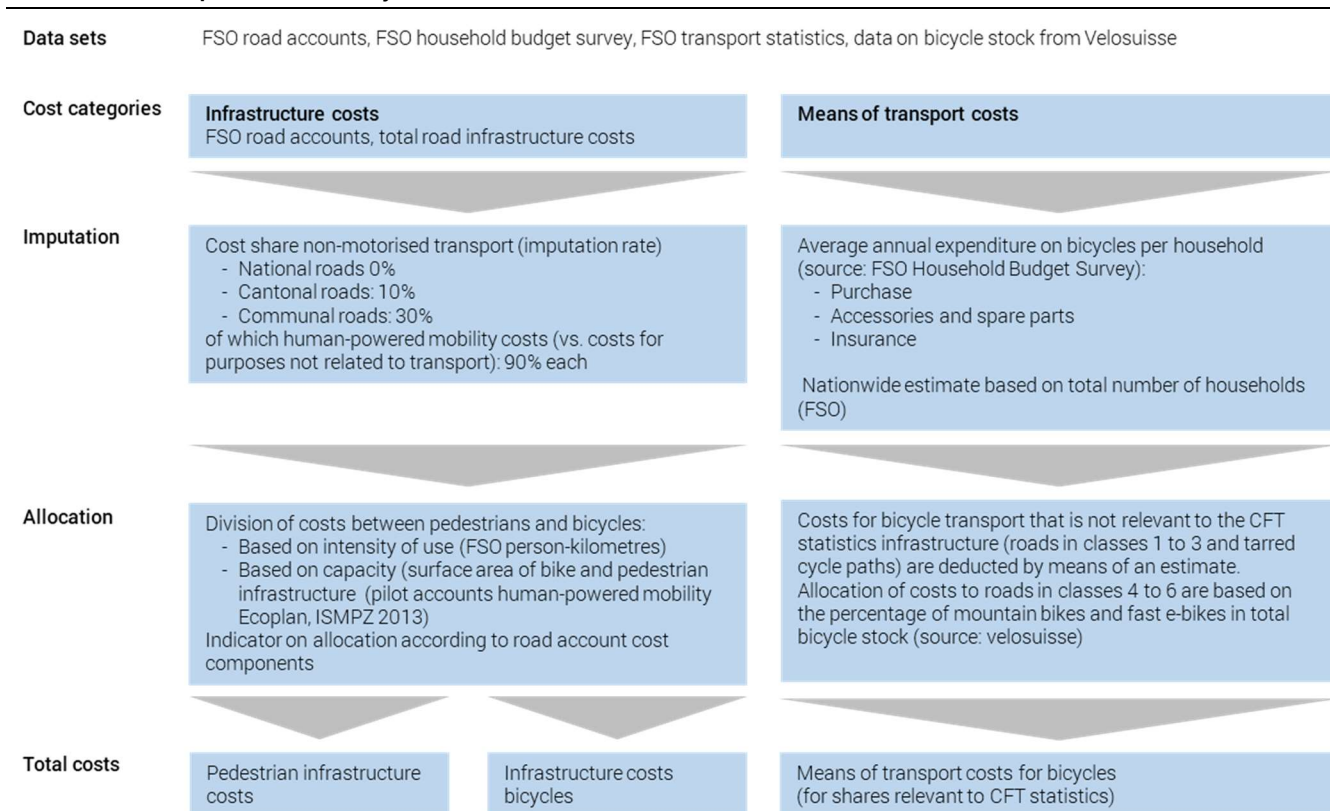 Data sets
FSO road accounts, FSO household budget survey, FSO transport statistics, data on bicycle stock from Velosuisse
Cost categories
Infrastructure costs
FSO road accounts, total road infrastructure costs
Means of transport costs
Imputation
Cost share non-motorised transport (imputation rate)
- National roads 0%
- Cantonal roads: 10%
- Communal roads: 30%
of which human-powered mobility costs (vs. costs for
purposes not related to transport): 90% each
Average annual expenditure on bicycles per household
(source: FSO Household Budget Survey):
- Purchase
- Accessories and spare parts
- Insurance
Nationwide estimate based on total number of households
(FSO)
Allocation
Division of costs between pedestrians and bicycles:
- Based on intensity of use (FSO person-kilometres)
- Based on capacity (surface area of bike and pedestrian
infrastructure (pilot accounts human-powered mobility
Ecoplan, ISMPZ 2013)
Indicator on allocation according to road account cost
components
Costs for bicycle transport that is not relevant to the CFT
statistics infrastructure (roads in classes 1 to 3 and tarred
cycle paths) are deducted by means of an estimate.
Allocation of costs to roads in classes 4 to 6 are based on
the percentage of mountain bikes and fast e-bikes in total
bicycle stock (source: velosuisse)
Total costs
Pedestrian infrastructure
costs
Infrastructure costs
bicycles
Means of transport costs for bicycles
(for shares relevant to CFT statistics)